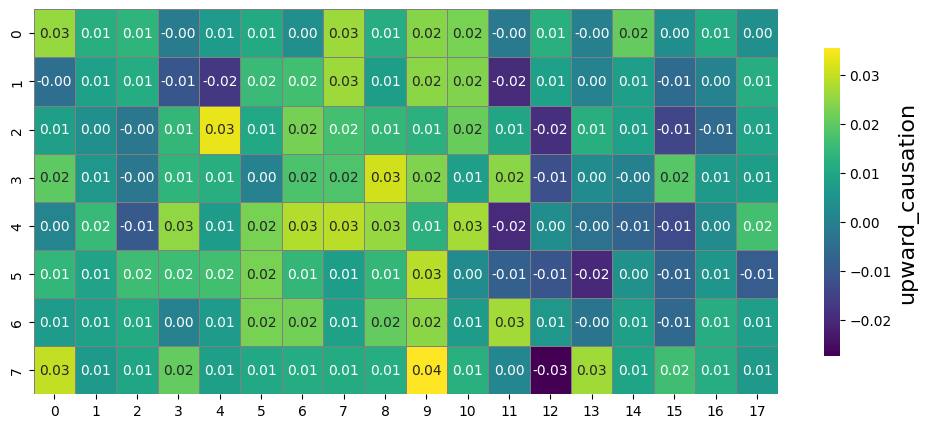 0 0.03 0.01 0.01 -0.00 0.01 0.01 0.00 0.03 0.01 0.02 0.02 -0.00 0.01 -0.00 0.02 0.00 0.01 0.00
1 -0.00 0.01 0.01 -0.01 -0.02 0.02 0.02 0.03 0.01 0.02 0.02 -0.02 0.01 0.00 0.01 -0.01 0.00 0.01
2 0.01 0.00 -0.00 0.01 0.03 0.01 0.02 0.02 0.01 0.01 0.02 0.01 -0.02 0.01 0.01 -0.01 -0.01 0.01
3 0.02 0.01 -0.00 0.01 0.01 0.00 0.02 0.02 0.03 0.02 0.01 0.02 -0.01 0.00 -0.00 0.02 0.01 0.01
4 0.00 0.02 -0.01 0.03 0.01 0.02 0.03 0.03 0.03 0.01 0.03 -0.02 0.00 -0.00 -0.01 -0.01 0.00 0.02
5 0.01 0.01 0.02 0.02 0.02 0.02 0.01 0.01 0.01 0.03 0.00 -0.01 -0.01 -0.02 0.00 -0.01 0.01 -0.01
6 0.01 0.01 0.01 0.00 0.01 0.02 0.02 0.01 0.02 0.02 0.01 0.03 0.01 -0.00 0.01 -0.01 0.01 0.01
7 0.03 0.01 0.01 0.02 0.01 0.01 0.01 0.01 0.01 0.04 0.01 0.00 -0.03 0.03 0.01 0.02 0.01 0.01
0 1 2 3 4 5 6 7 8 9 10 11 12 13 14 15 16 17
0.03
0.02
0.01
0.00
−0.01
−0.02
upward_causation